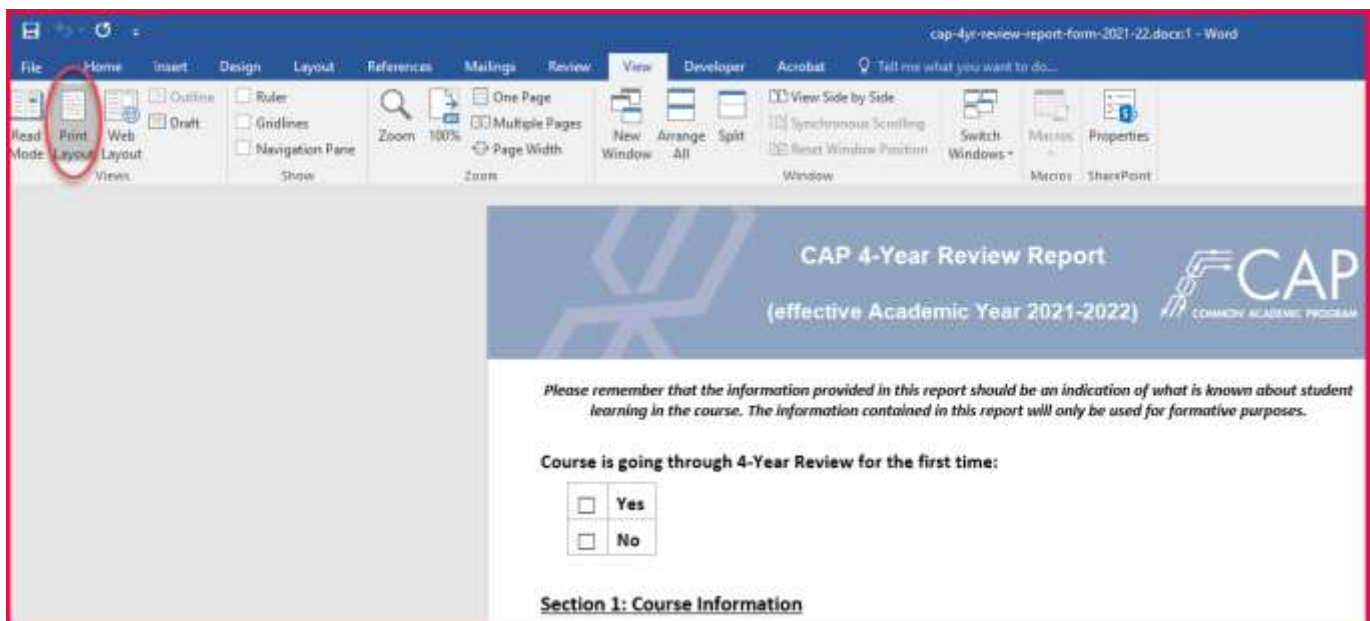 cap-4yr-review-report-form-2021-22.docx:1 - Word
File Home Insert Design Layout References Mailings Review View Developer Acrobat Tell me what you want to do...
Read Mode
Print Layout
Web Layout
Outline
Draft
Views
Ruler
Gridlines
Navigation Pane
Show
Zoom
100%
One Page
Multiple Pages
Page Width
Zoom
New Window
Arrange All
Split
View Side by Side
Synchronous Scrolling
Reset Window Position
Switch Windows
Window
Macros
Macros
Properties
SharePoint
CAP 4-Year Review Report
(effective Academic Year 2021-2022)
CAP
COMMON ACADEMIC PROGRAM
Please remember that the information provided in this report should be an indication of what is known about student
learning in the course. The information contained in this report will only be used for formative purposes.
Course is going through 4-Year Review for the first time:
☐ Yes
☐ No
Section 1: Course Information